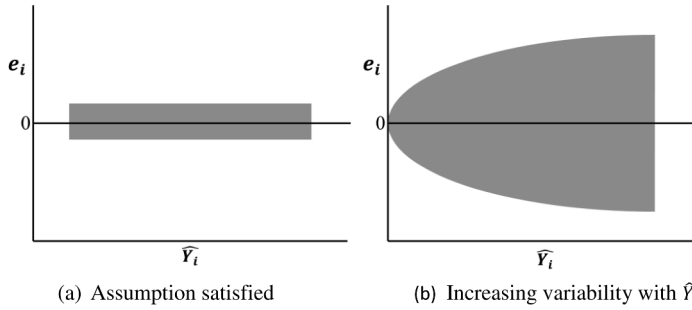 e_i
0
Ŷ_i
(a) Assumption satisfied
e_i
0
Ŷ_i
(b) Increasing variability with Ŷ